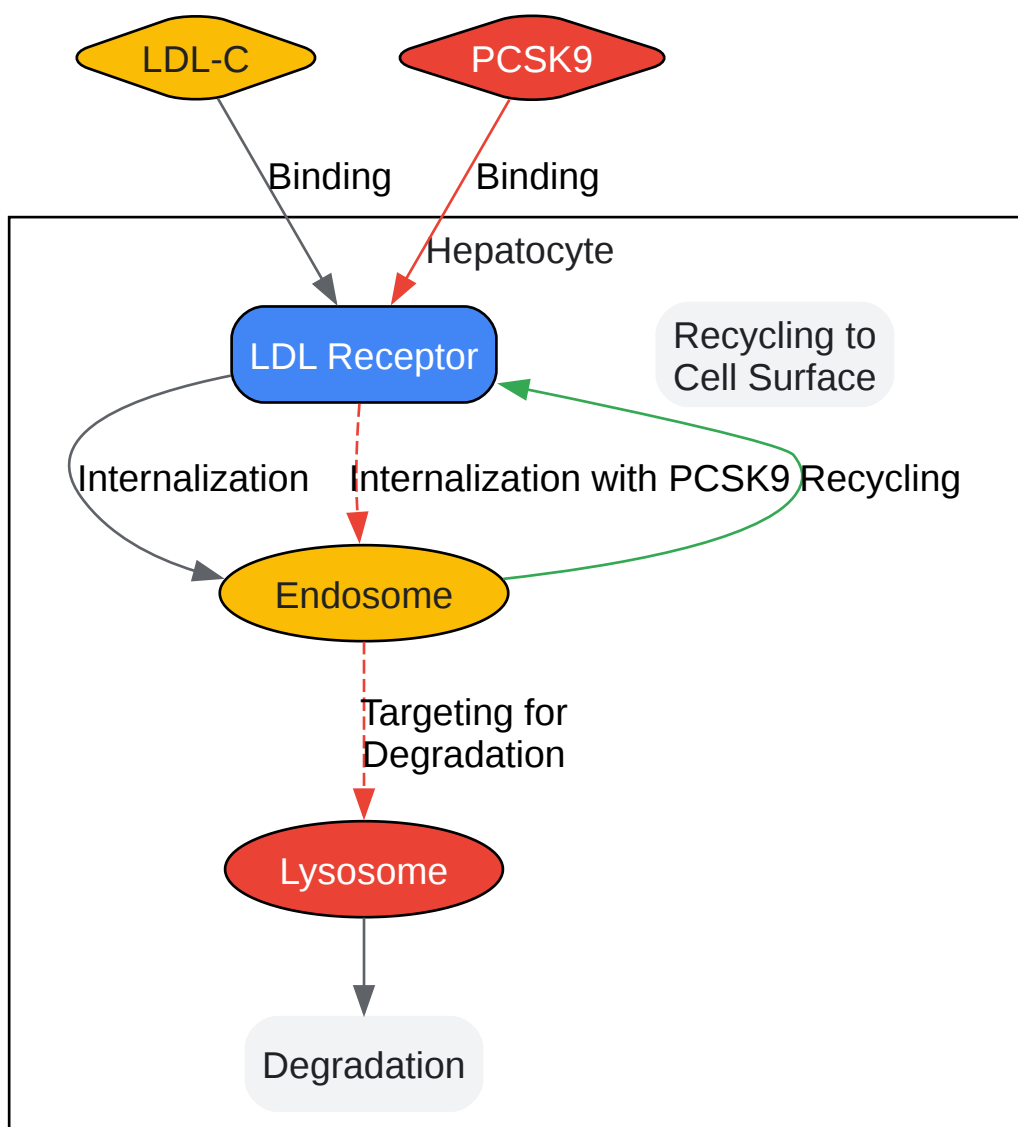 LDL-C
PCSK9
Binding
Binding
Hepatocyte
Recycling to
Cell Surface
LDL Receptor
Internalization
Internalization with PCSK9
Recycling
Endosome
Targeting for
Degradation
Lysosome
Degradation